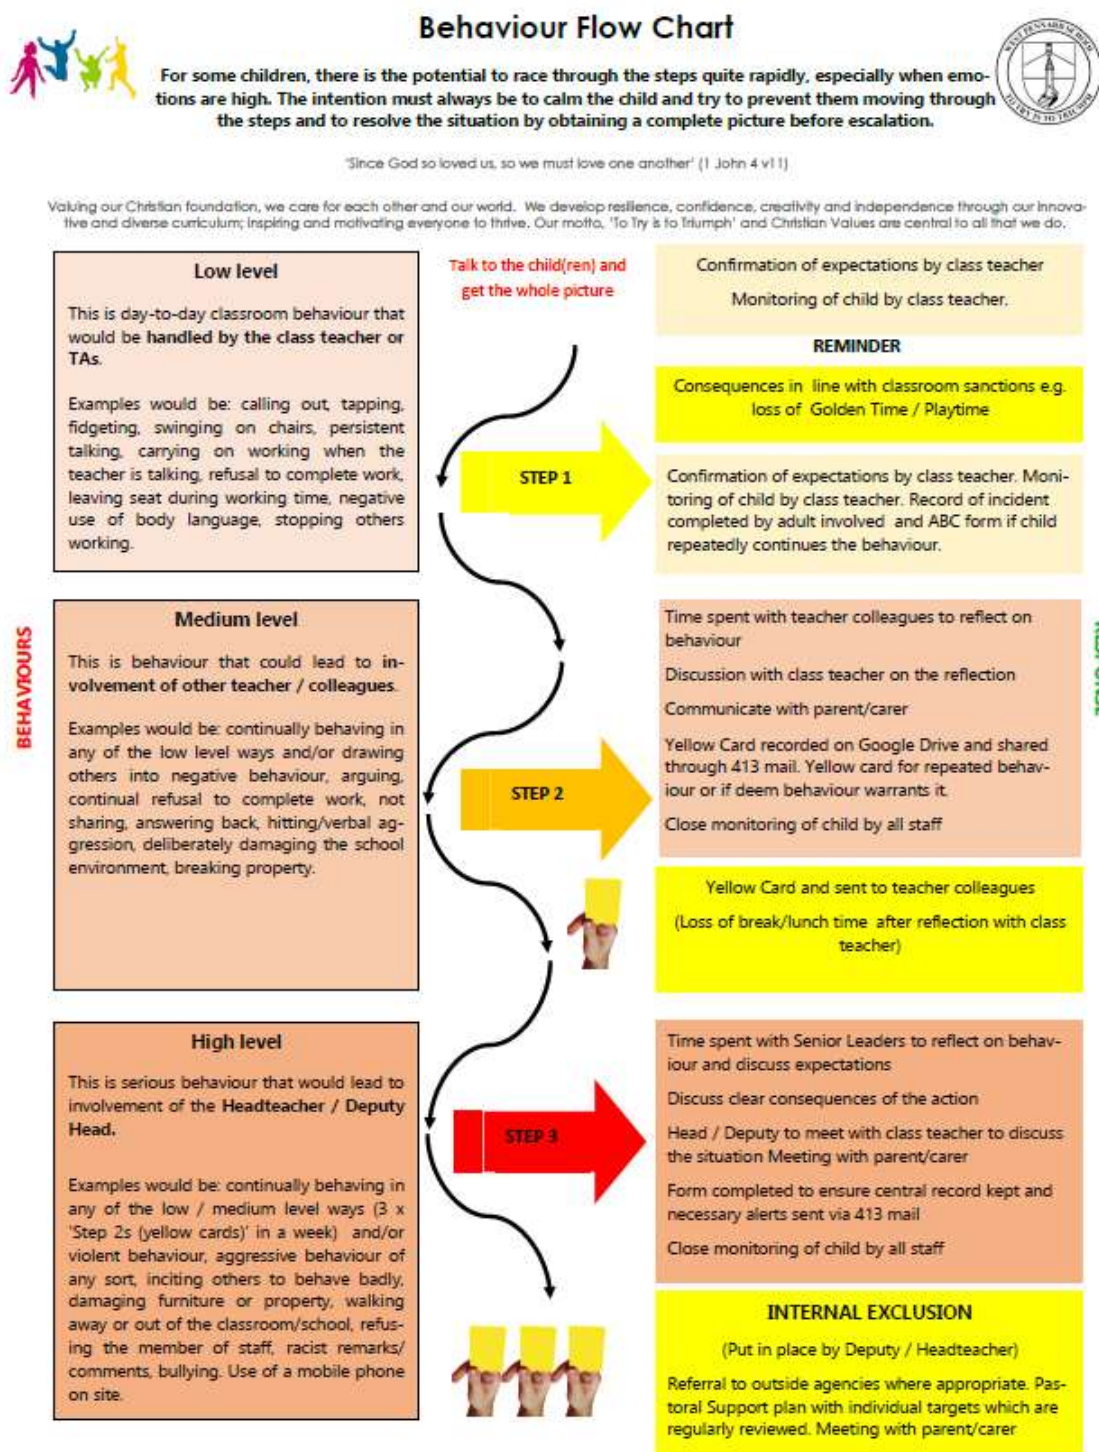 Behaviour Flow Chart
For some children, there is the potential to race through the steps quite rapidly, especially when emo-
tions are high. The intention must always be to calm the child and try to prevent them moving through
the steps and to resolve the situation by obtaining a complete picture before escalation.
WEST PENNARD SCHOOL
TO TRY IS TO TRIUMPH
'Since God so loved us, so we must love one another' (1 John 4 v11)
Valuing our Christian foundation, we care for each other and our world. We develop resilience, confidence, creativity and independence through our innova-
tive and diverse curriculum; inspiring and motivating everyone to thrive. Our motto, 'To Try is to Triumph' and Christian Values are central to all that we do.
BEHAVIOURS
Low level
This is day-to-day classroom behaviour that
would be handled by the class teacher or
TAs.
Examples would be: calling out, tapping,
fidgeting, swinging on chairs, persistent
talking, carrying on working when the
teacher is talking, refusal to complete work,
leaving seat during working time, negative
use of body language, stopping others
working.
Talk to the child(ren) and
get the whole picture
STEP 1
Confirmation of expectations by class teacher
Monitoring of child by class teacher.
REMINDER
Consequences in line with classroom sanctions e.g.
loss of Golden Time / Playtime
Confirmation of expectations by class teacher. Moni-
toring of child by class teacher. Record of incident
completed by adult involved and ABC form if child
repeatedly continues the behaviour.
Medium level
This is behaviour that could lead to in-
volvement of other teacher / colleagues.
Examples would be: continually behaving in
any of the low level ways and/or drawing
others into negative behaviour, arguing,
continual refusal to complete work, not
sharing, answering back, hitting/verbal ag-
gression, deliberately damaging the school
environment, breaking property.
STEP 2
Time spent with teacher colleagues to reflect on
behaviour
Discussion with class teacher on the reflection
Communicate with parent/carer
Yellow Card recorded on Google Drive and shared
through 413 mail. Yellow card for repeated behav-
iour or if deem behaviour warrants it.
Close monitoring of child by all staff
Yellow Card and sent to teacher colleagues
(Loss of break/lunch time after reflection with class
teacher)
High level
This is serious behaviour that would lead to
involvement of the Headteacher / Deputy
Head.
Examples would be: continually behaving in
any of the low / medium level ways (3 x
'Step 2s (yellow cards)' in a week) and/or
violent behaviour, aggressive behaviour of
any sort, inciting others to behave badly,
damaging furniture or property, walking
away or out of the classroom/school, refus-
ing the member of staff, racist remarks/
comments, bullying. Use of a mobile phone
on site.
STEP 3
Time spent with Senior Leaders to reflect on behav-
iour and discuss expectations
Discuss clear consequences of the action
Head / Deputy to meet with class teacher to discuss
the situation Meeting with parent/carer
Form completed to ensure central record kept and
necessary alerts sent via 413 mail
Close monitoring of child by all staff
INTERNAL EXCLUSION
(Put in place by Deputy / Headteacher)
Referral to outside agencies where appropriate. Pas-
toral Support plan with individual targets which are
regularly reviewed. Meeting with parent/carer